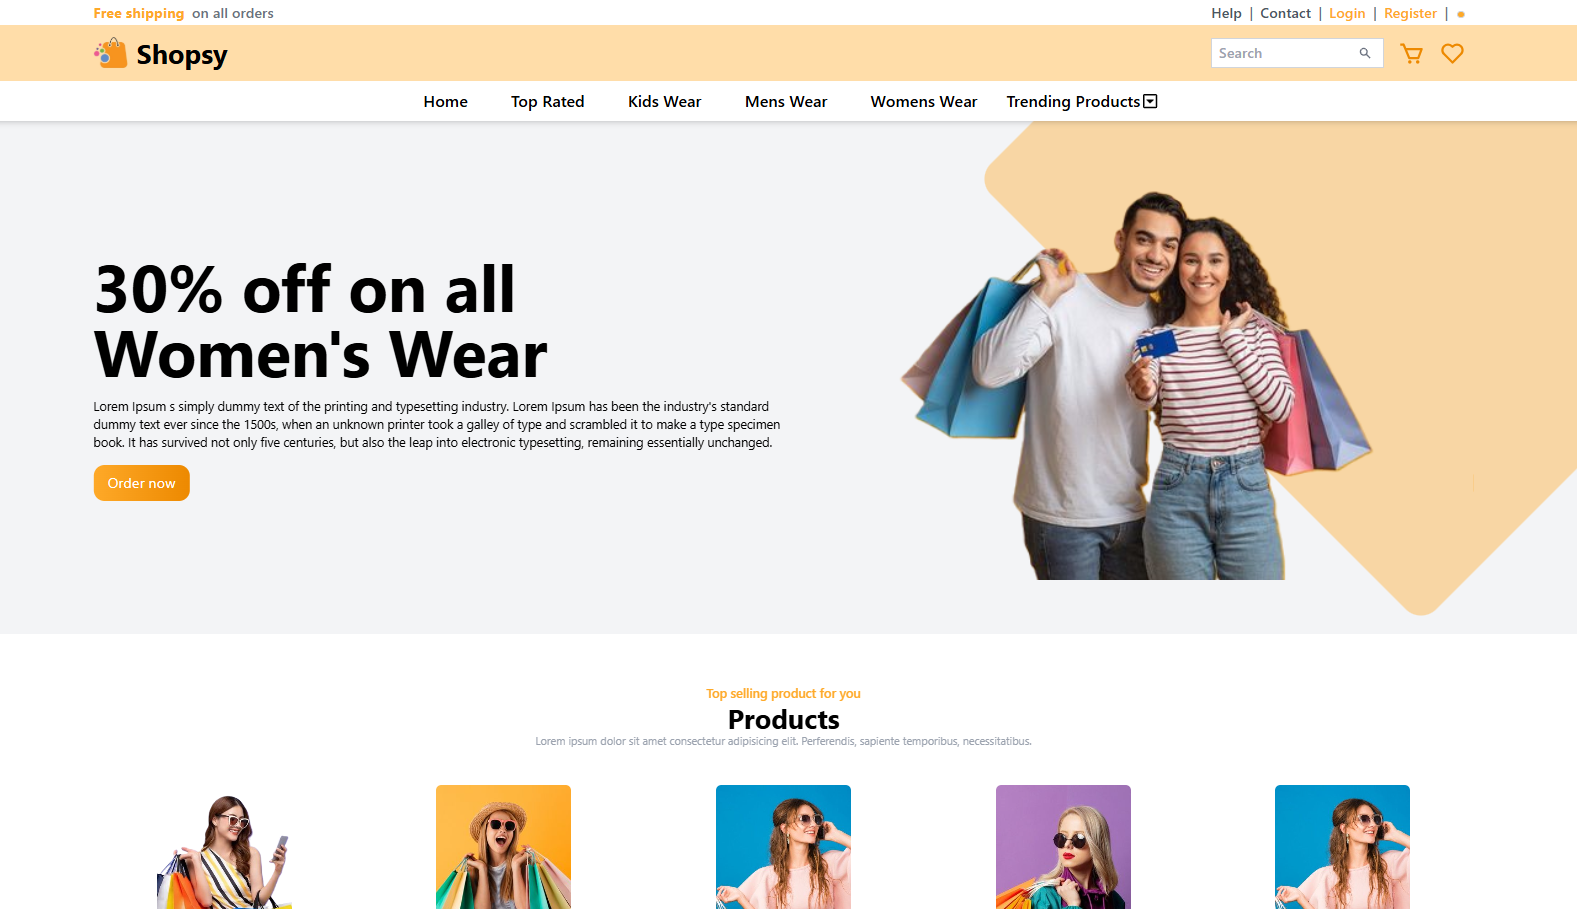 Free shipping on all orders
Help | Contact | Login | Register |
Shopsy
Search
Home
Top Rated
Kids Wear
Mens Wear
Womens Wear
Trending Products
30% off on all
Women's Wear
Lorem Ipsum s simply dummy text of the printing and typesetting industry. Lorem Ipsum has been the industry's standard
dummy text ever since the 1500s, when an unknown printer took a galley of type and scrambled it to make a type specimen
book. It has survived not only five centuries, but also the leap into electronic typesetting, remaining essentially unchanged.
Order now
Top selling product for you
Products
Lorem ipsum dolor sit amet consectetur adipisicing elit. Perferendis, sapiente temporibus, necessitatibus.